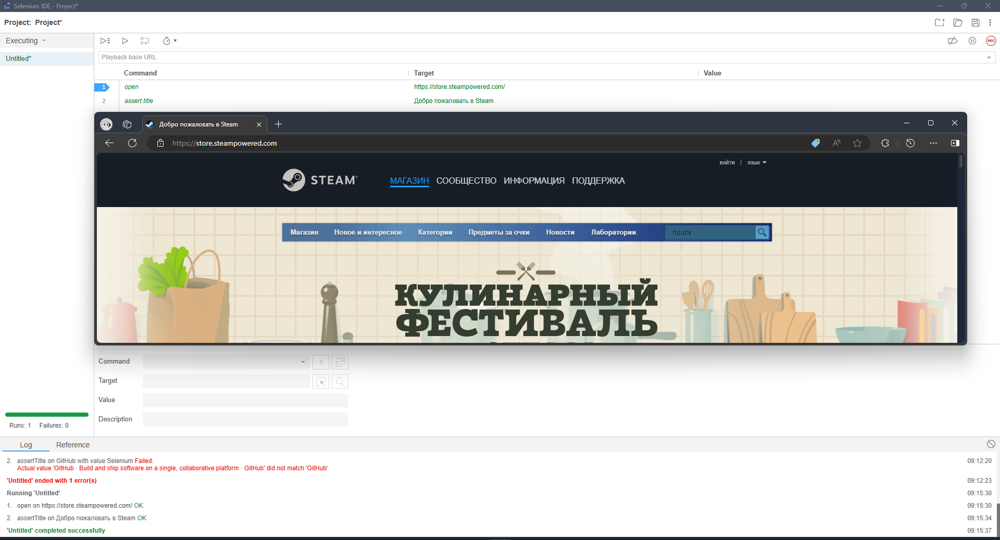 Selenium IDE - Project*
Project: Project*
Executing
Untitled*
REC
Playback base URL
Command Target Value
1 open https://store.steampowered.com/
2 assert title Добро пожаловать в Steam
Добро пожаловать в Steam
https://store.steampowered.com
войти | язык
STEAM®
МАГАЗИН СООБЩЕСТВО ИНФОРМАЦИЯ ПОДДЕРЖКА
Магазин Новое и интересное Категории Предметы за очки Новости Лаборатории поиск
КУЛИНАРНЫЙ
ФЕСТИВАЛЬ
Command //
Target
Value
Description
Runs: 1 Failures: 0
Log Reference
2. assertTitle on GitHub with value Selenium Failed: 09:12:20
Actual value 'GitHub · Build and ship software on a single, collaborative platform · GitHub' did not match 'GitHub'
'Untitled' ended with 1 error(s) 09:12:23
Running 'Untitled' 09:15:30
1. open on https://store.steampowered.com/ OK 09:15:30
2. assertTitle on Добро пожаловать в Steam OK 09:15:34
'Untitled' completed successfully 09:15:37